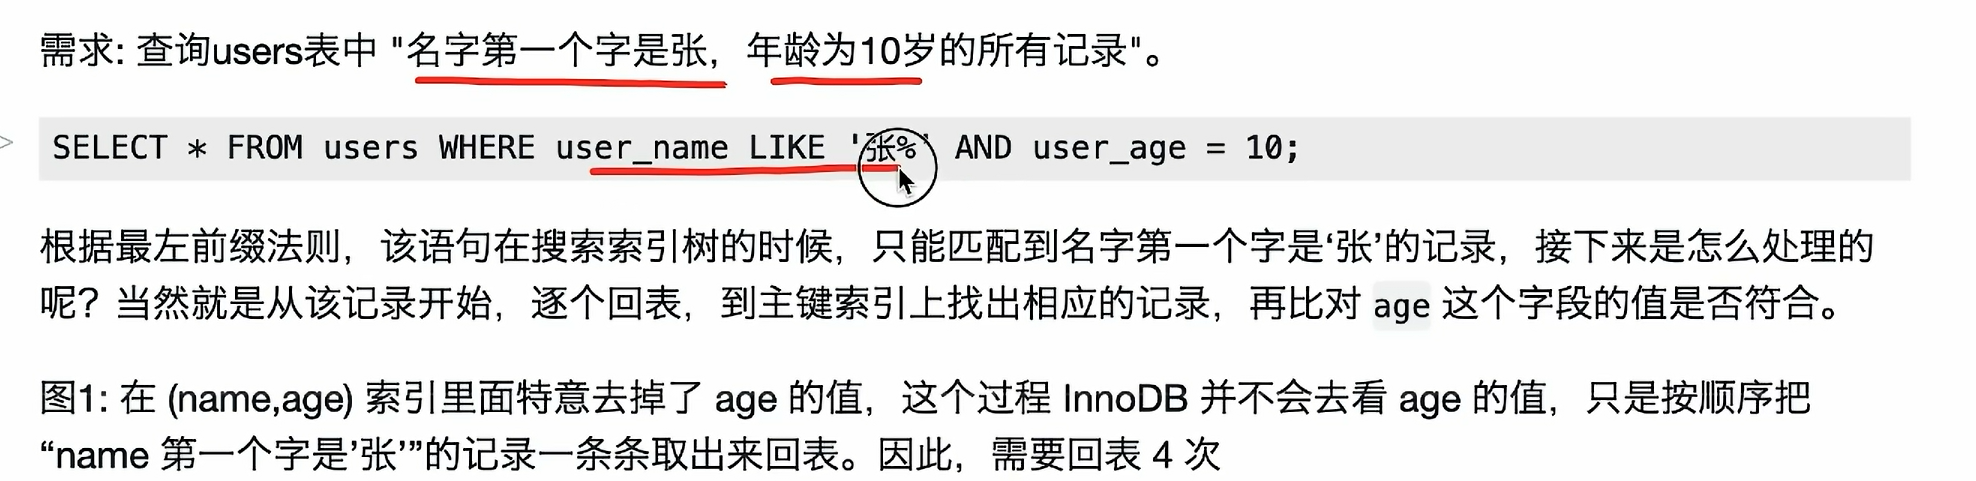 需求: 查询users表中 "名字第一个字是张，年龄为10岁的所有记录"。
SELECT * FROM users WHERE user_name LIKE '张%' AND user_age = 10;
根据最左前缀法则，该语句在搜索索引树的时候，只能匹配到名字第一个字是‘张’的记录，接下来是怎么处理的
呢？当然就是从该记录开始，逐个回表，到主键索引上找出相应的记录，再比对 age 这个字段的值是否符合。
图1: 在 (name,age) 索引里面特意去掉了 age 的值，这个过程 InnoDB 并不会去看 age 的值，只是按顺序把
“name 第一个字是’张’”的记录一条条取出来回表。因此，需要回表 4 次